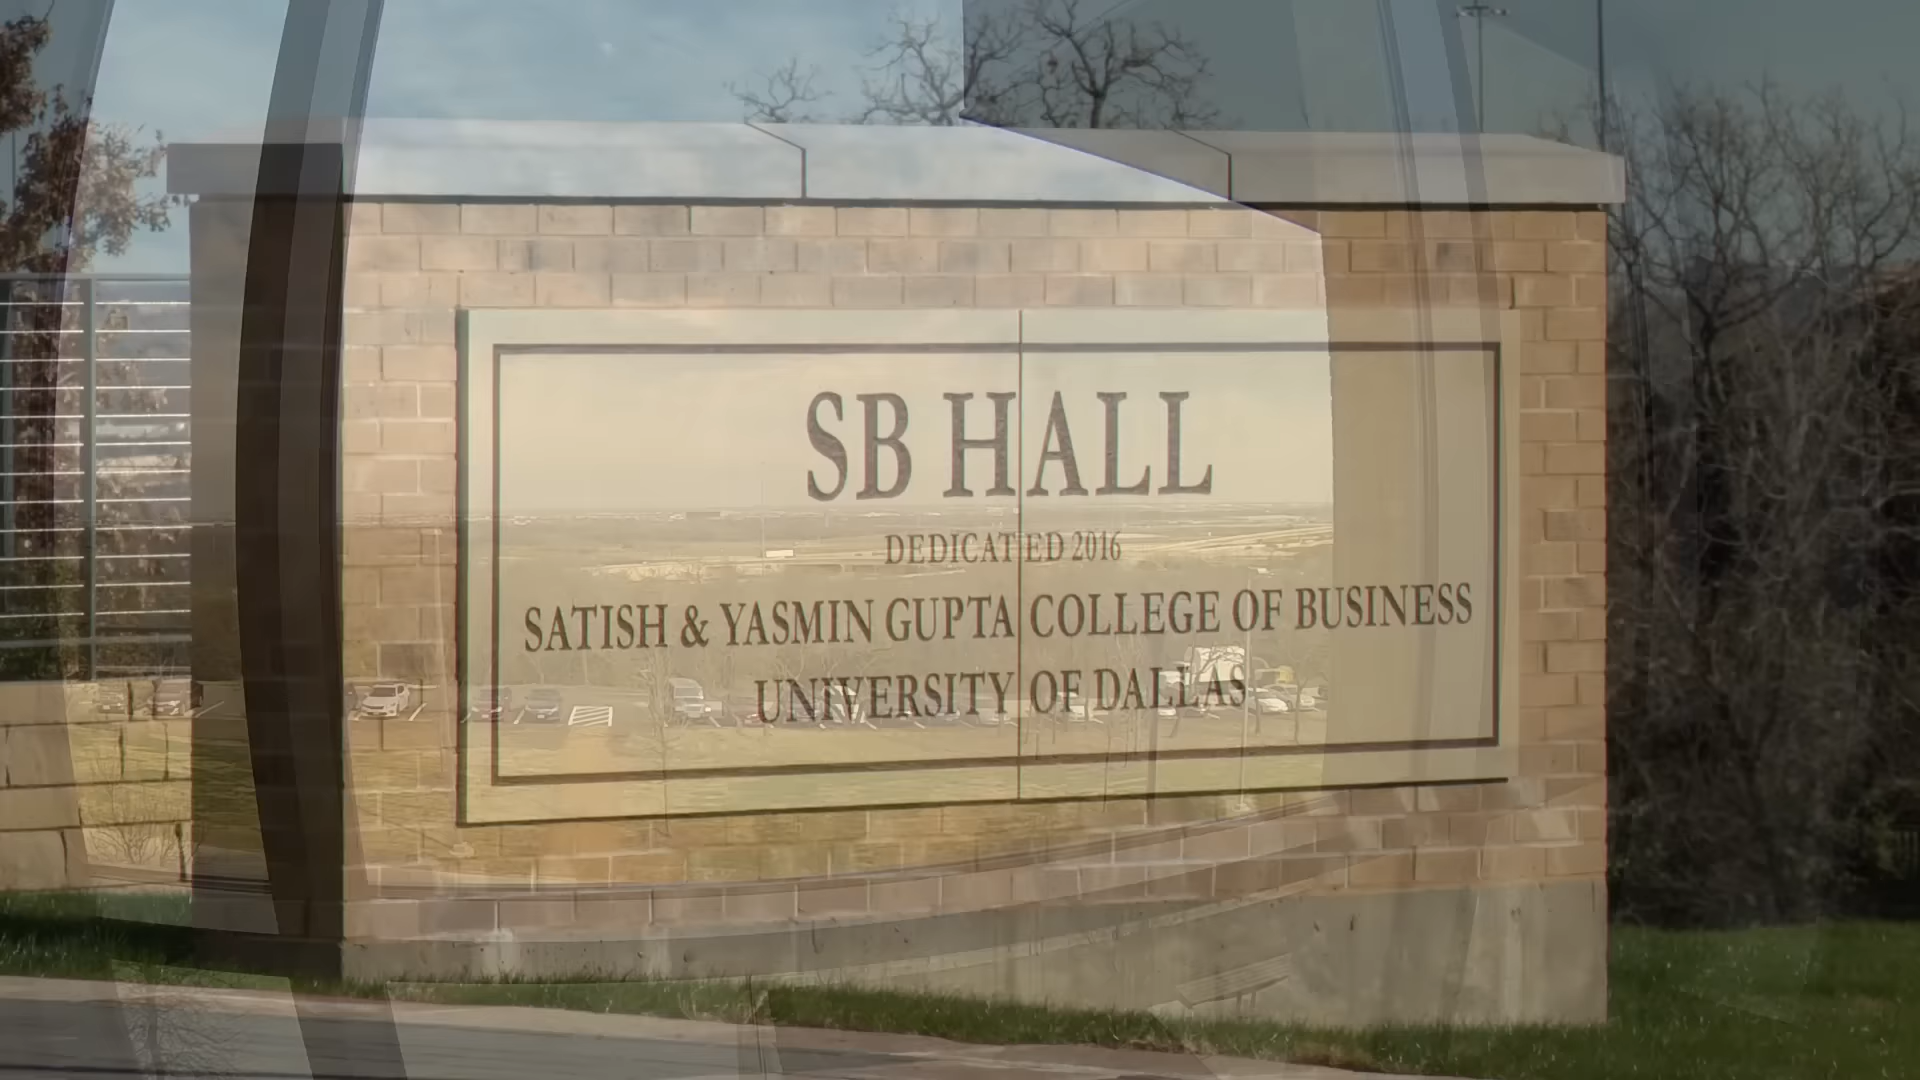 SB HALL
DEDICATED 2016
SATISH & YASMIN GUPTA COLLEGE OF BUSINESS
UNIVERSITY OF DALLAS